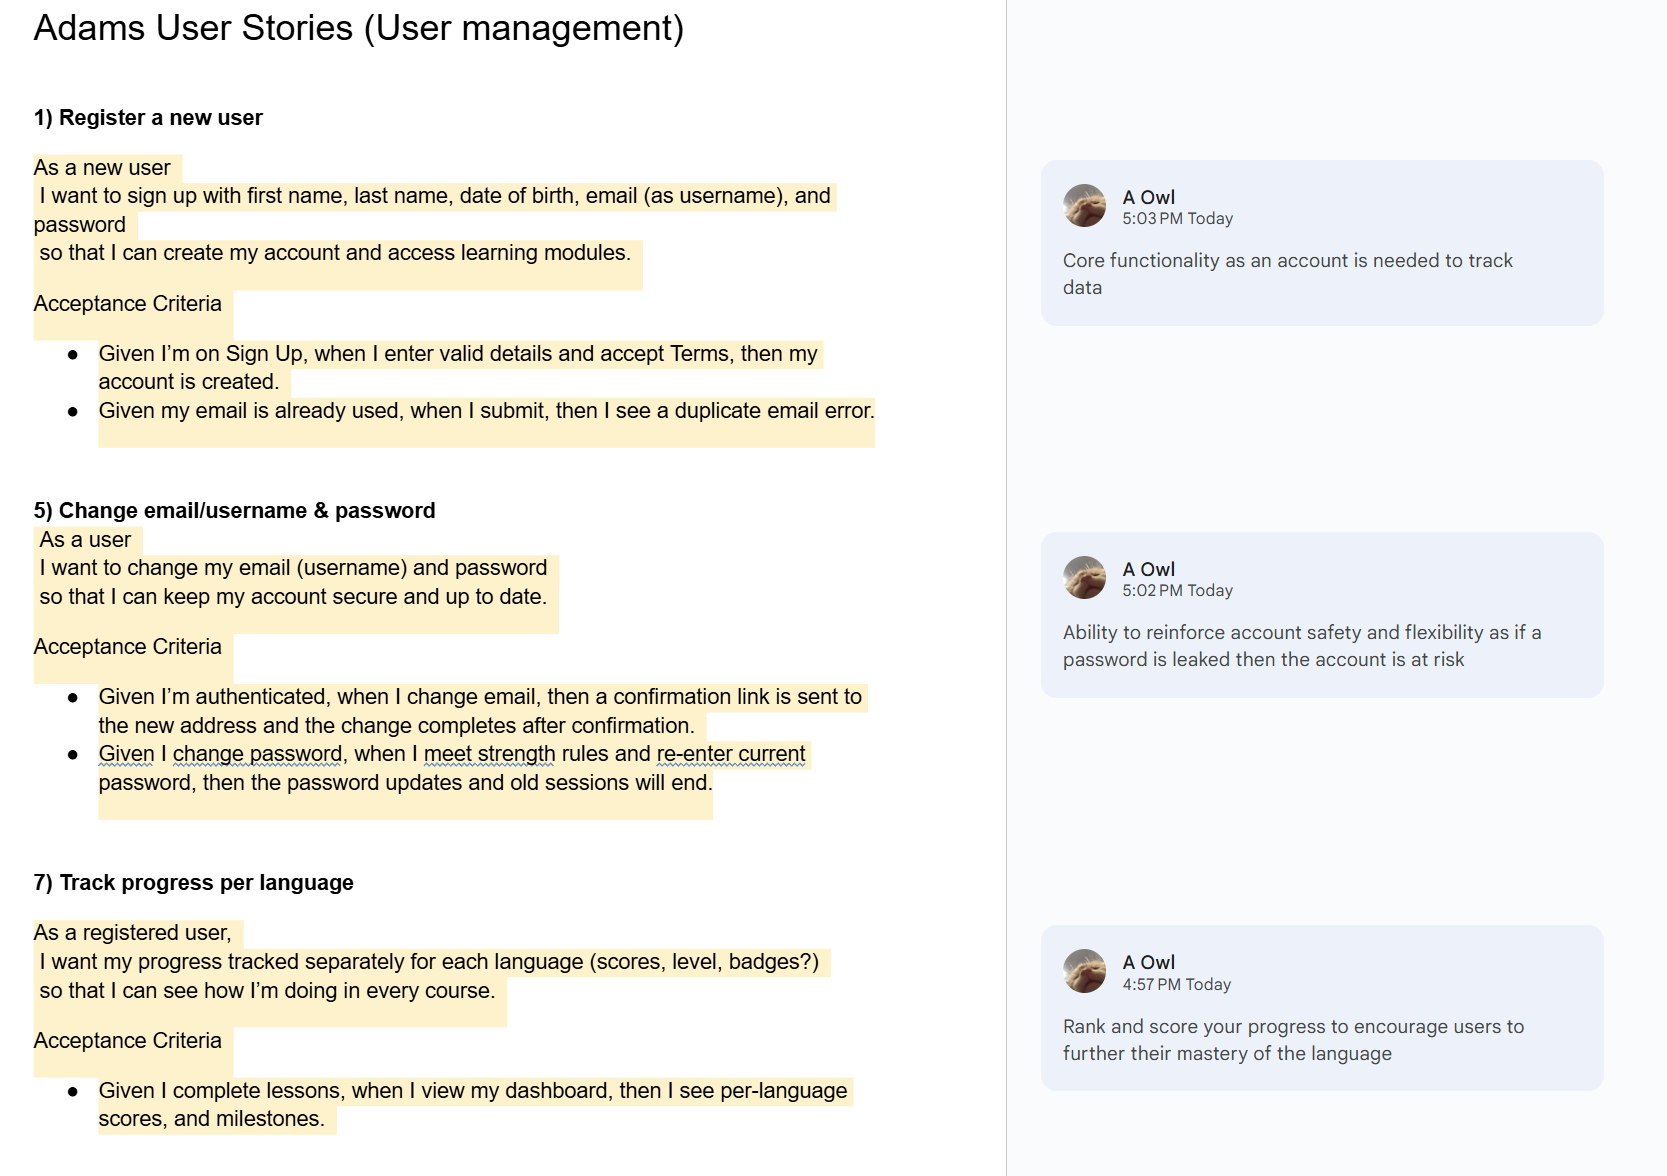 Adams User Stories (User management)
1) Register a new user
As a new user
I want to sign up with first name, last name, date of birth, email (as username), and
password
so that I can create my account and access learning modules.
Acceptance Criteria
● Given I’m on Sign Up, when I enter valid details and accept Terms, then my
account is created.
● Given my email is already used, when I submit, then I see a duplicate email error.
5) Change email/username & password
As a user
I want to change my email (username) and password
so that I can keep my account secure and up to date.
Acceptance Criteria
● Given I’m authenticated, when I change email, then a confirmation link is sent to
the new address and the change completes after confirmation.
● Given I change password, when I meet strength rules and re-enter current
password, then the password updates and old sessions will end.
7) Track progress per language
As a registered user,
I want my progress tracked separately for each language (scores, level, badges?)
so that I can see how I’m doing in every course.
Acceptance Criteria
● Given I complete lessons, when I view my dashboard, then I see per-language
scores, and milestones.
A Owl
5:03 PM Today
Core functionality as an account is needed to track
data
A Owl
5:02 PM Today
Ability to reinforce account safety and flexibility as if a
password is leaked then the account is at risk
A Owl
4:57 PM Today
Rank and score your progress to encourage users to
further their mastery of the language